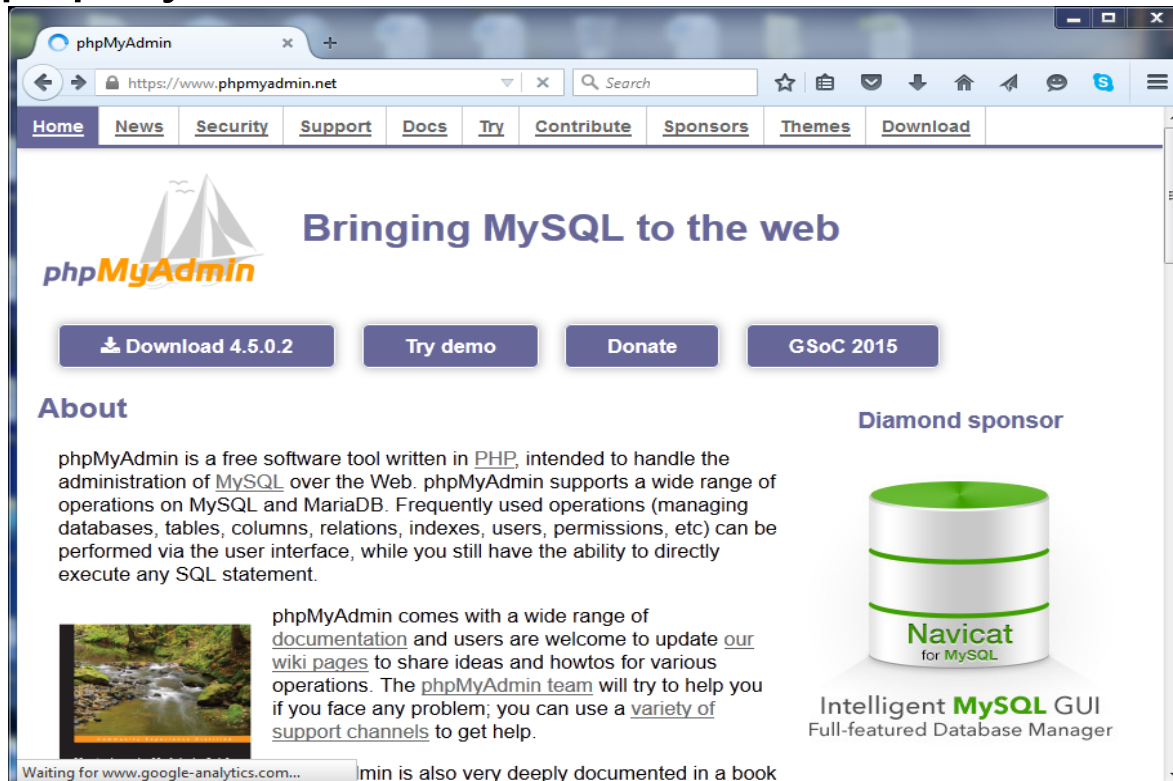 phpMyAdmin
https://www.phpmyadmin.net
Search
Home News Security Support Docs Try Contribute Sponsors Themes Download
phpMyAdmin
Bringing MySQL to the web
Download 4.5.0.2 Try demo Donate GSoC 2015
About
phpMyAdmin is a free software tool written in PHP, intended to handle the
administration of MySQL over the Web. phpMyAdmin supports a wide range of
operations on MySQL and MariaDB. Frequently used operations (managing
databases, tables, columns, relations, indexes, users, permissions, etc) can be
performed via the user interface, while you still have the ability to directly
execute any SQL statement.
phpMyAdmin comes with a wide range of
documentation and users are welcome to update our
wiki pages to share ideas and howtos for various
operations. The phpMyAdmin team will try to help you
if you face any problem; you can use a variety of
support channels to get help.
min is also very deeply documented in a book
Diamond sponsor
Navicat
for MySQL
Intelligent MySQL GUI
Full-featured Database Manager
Waiting for www.google-analytics.com...